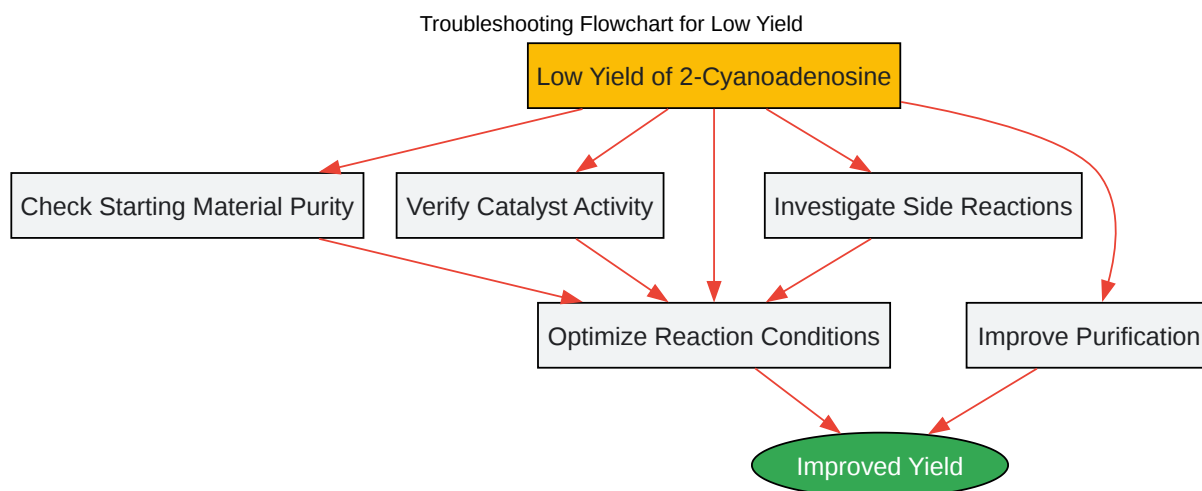 Troubleshooting Flowchart for Low Yield
Low Yield of 2-Cyanoadenosine
Check Starting Material Purity
Verify Catalyst Activity
Investigate Side Reactions
Optimize Reaction Conditions
Improve Purification
Improved Yield